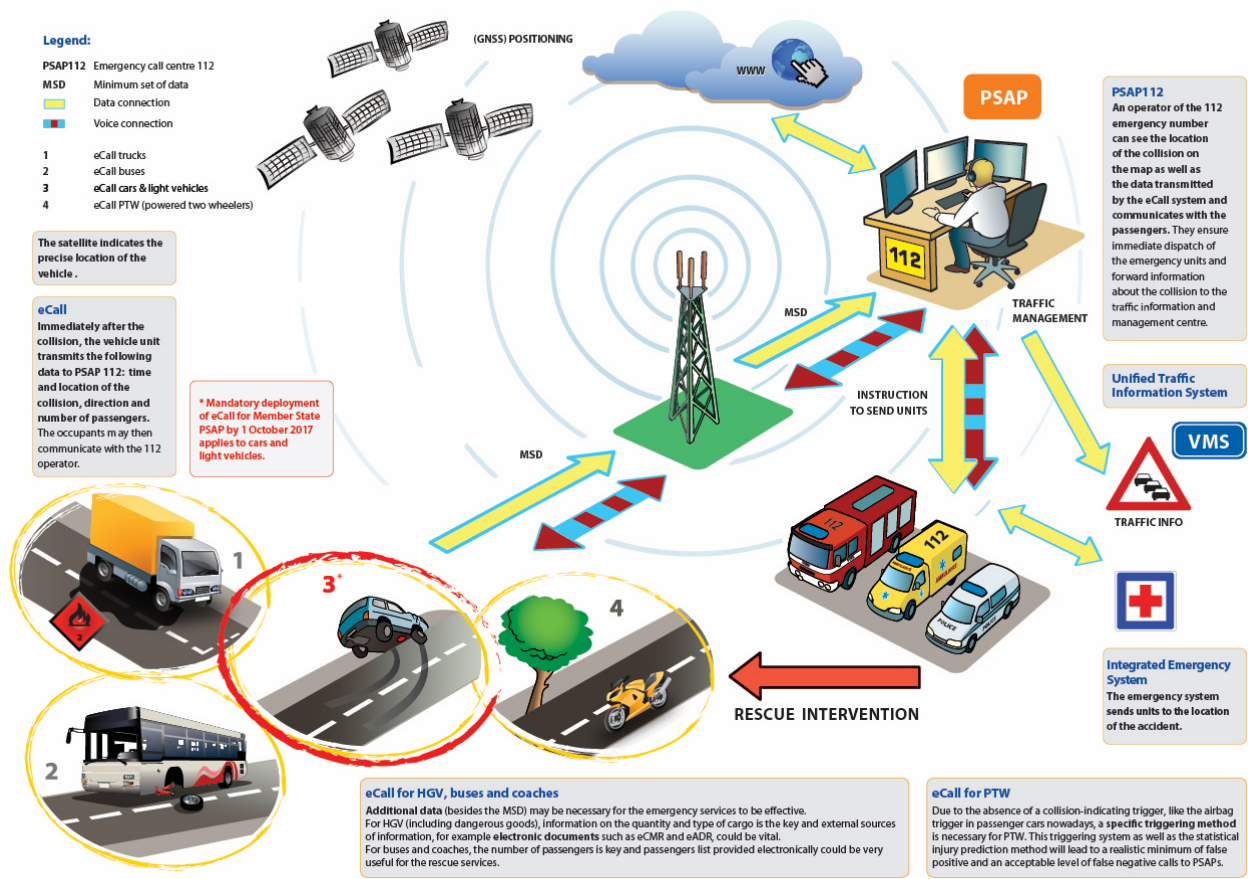 Legend:
PSAP112 Emergency call centre 112
MSD Minimum set of data
Data connection
Voice connection
1 eCall trucks
2 eCall buses
3 eCall cars & light vehicles
4 eCall PTW (powered two wheelers)
The satellite indicates the
precise location of the
vehicle .
eCall
Immediately after the
collision, the vehicle unit
transmits the following
data to PSAP 112: time
and location of the
collision, direction and
number of passengers.
The occupants may then
communicate with the 112
operator.
* Mandatory deployment
of eCall for Member State
PSAP by 1 October 2017
applies to cars and
light vehicles.
(GNSS) POSITIONING
WWW
PSAP
112
PSAP112
An operator of the 112
emergency number
can see the location
of the collision on
the map as well as
the data transmitted
by the eCall system and
communicates with the
passengers. They ensure
immediate dispatch of
the emergency units and
forward information
about the collision to the
traffic information and
management centre.
MSD
TRAFFIC
MANAGEMENT
INSTRUCTION
TO SEND UNITS
MSD
Unified Traffic
Information System
VMS
TRAFFIC INFO
112
112
AMBULANCE
AMBULANCE
POLICE
POLICE
1
2
3*
4
2
RESCUE INTERVENTION
Integrated Emergency
System
The emergency system
sends units to the location
of the accident.
eCall for HGV, buses and coaches
Additional data (besides the MSD) may be necessary for the emergency services to be effective.
For HGV (including dangerous goods), information on the quantity and type of cargo is the key and external sources
of information, for example electronic documents such as eCMR and eADR, could be vital.
For buses and coaches, the number of passengers is key and passengers list provided electronically could be very
useful for the rescue services.
eCall for PTW
Due to the absence of a collision-indicating trigger, like the airbag
trigger in passenger cars nowadays, a specific triggering method
is necessary for PTW. This triggering system as well as the statistical
injury prediction method will lead to a realistic minimum of false
positive and an acceptable level of false negative calls to PSAPs.